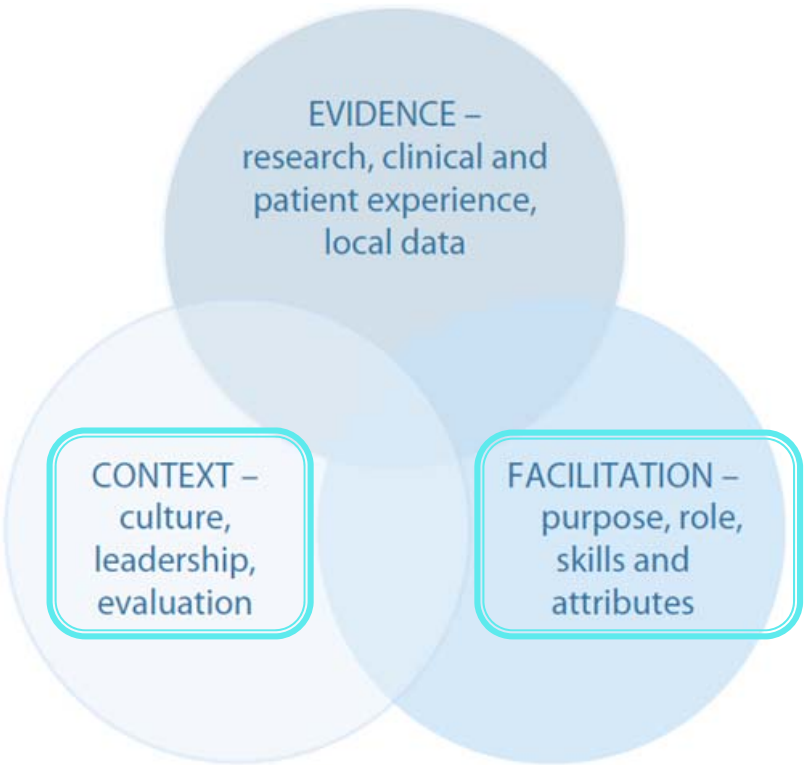 EVIDENCE –
research, clinical and
patient experience,
local data
CONTEXT –
culture,
leadership,
evaluation
FACILITATION –
purpose, role,
skills and
attributes